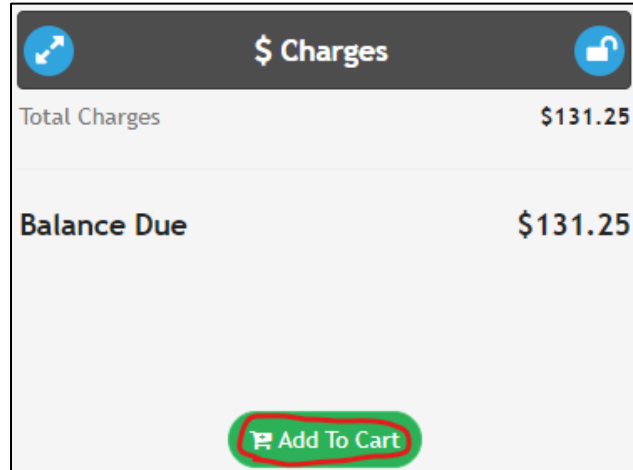 $ Charges
Total Charges $131.25
Balance Due $131.25
Add To Cart